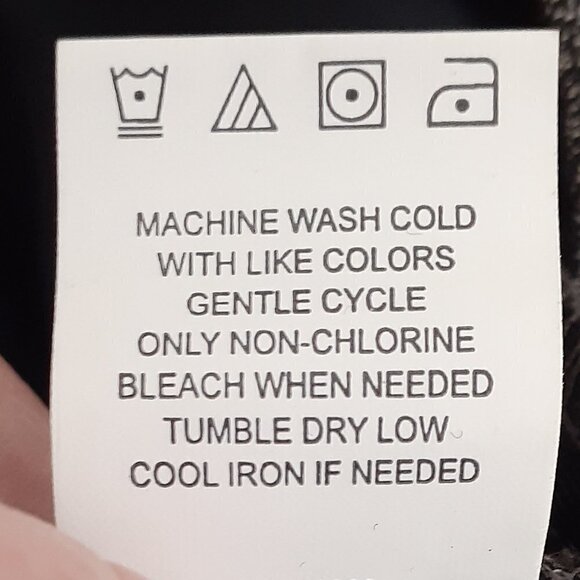 MACHINE WASH COLD
WITH LIKE COLORS
GENTLE CYCLE
ONLY NON-CHLORINE
BLEACH WHEN NEEDED
TUMBLE DRY LOW
COOL IRON IF NEEDED